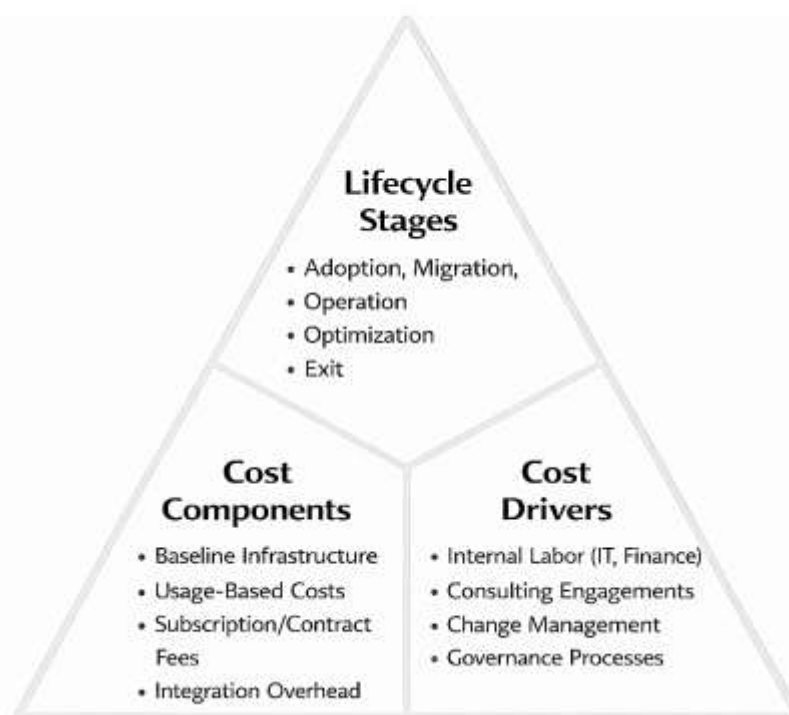 Lifecycle
Stages
• Adoption, Migration,
• Operation
• Optimization
• Exit
Cost
Components
• Baseline Infrastructure
• Usage-Based Costs
• Subscription/Contract
Fees
• Integration Overhead
Cost
Drivers
• Internal Labor (IT, Finance)
• Consulting Engagements
• Change Management
• Governance Processes